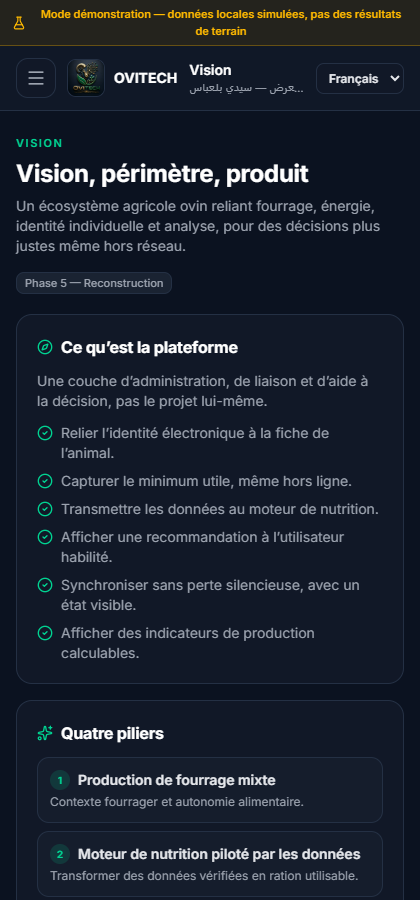 Mode démonstration — données locales simulées, pas des résultats
de terrain
OVITECH
Vision
عرض — سيدي بلعباس...
Français
VISION
Vision, périmètre, produit
Un écosystème agricole ovin reliant fourrage, énergie,
identité individuelle et analyse, pour des décisions plus
justes même hors réseau.
Phase 5 — Reconstruction
Ce qu’est la plateforme
Une couche d’administration, de liaison et d’aide à
la décision, pas le projet lui-même.
Relier l’identité électronique à la fiche de
l’animal.
Capturer le minimum utile, même hors ligne.
Transmettre les données au moteur de nutrition.
Afficher une recommandation à l’utilisateur
habilité.
Synchroniser sans perte silencieuse, avec un
état visible.
Afficher des indicateurs de production
calculables.
Quatre piliers
1 Production de fourrage mixte
Contexte fourrager et autonomie alimentaire.
2 Moteur de nutrition piloté par les données
Transformer des données vérifiées en ration utilisable.